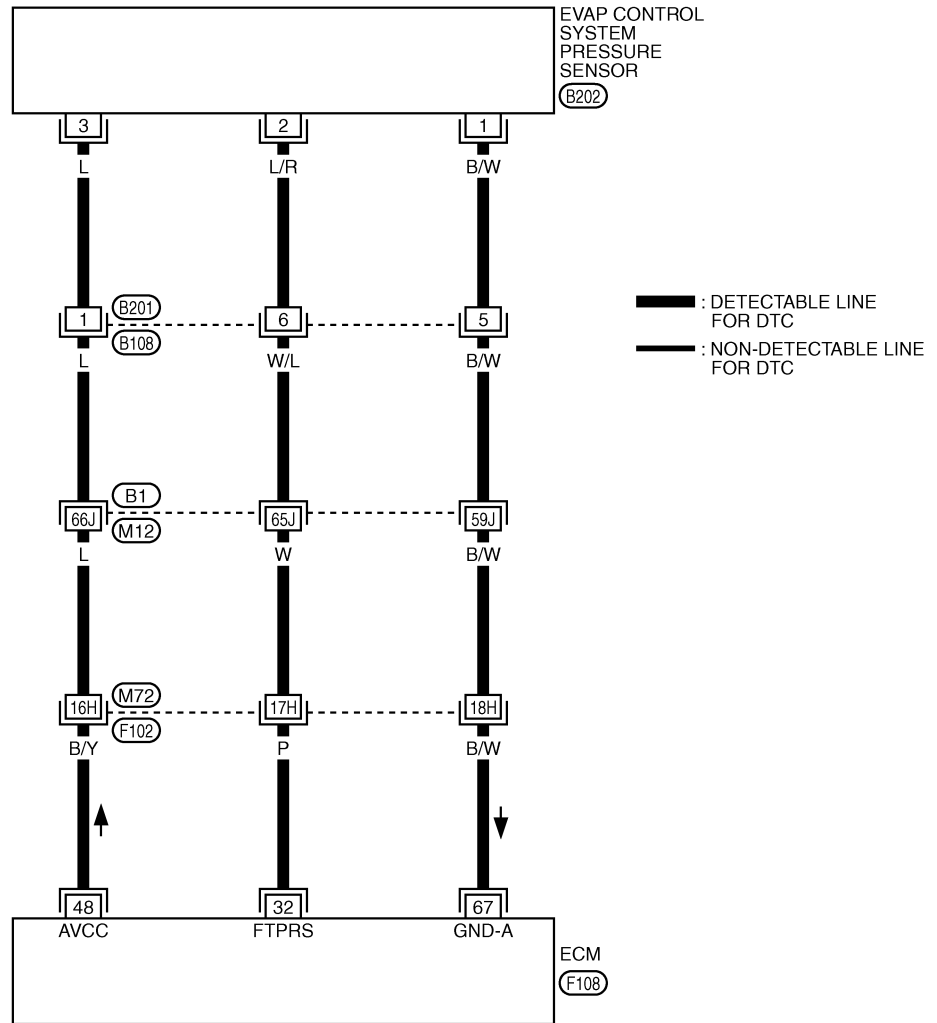 EVAP CONTROL
SYSTEM
PRESSURE
SENSOR
B202
3 2 1
L L/R B/W
B201
1 6 5
B108
L W/L B/W
B1
66J 65J 59J
M12
L W B/W
M72
16H 17H 18H
F102
B/Y P B/W
48 32 67
AVCC FTPRS GND-A
ECM
F108
: DETECTABLE LINE
FOR DTC
: NON-DETECTABLE LINE
FOR DTC